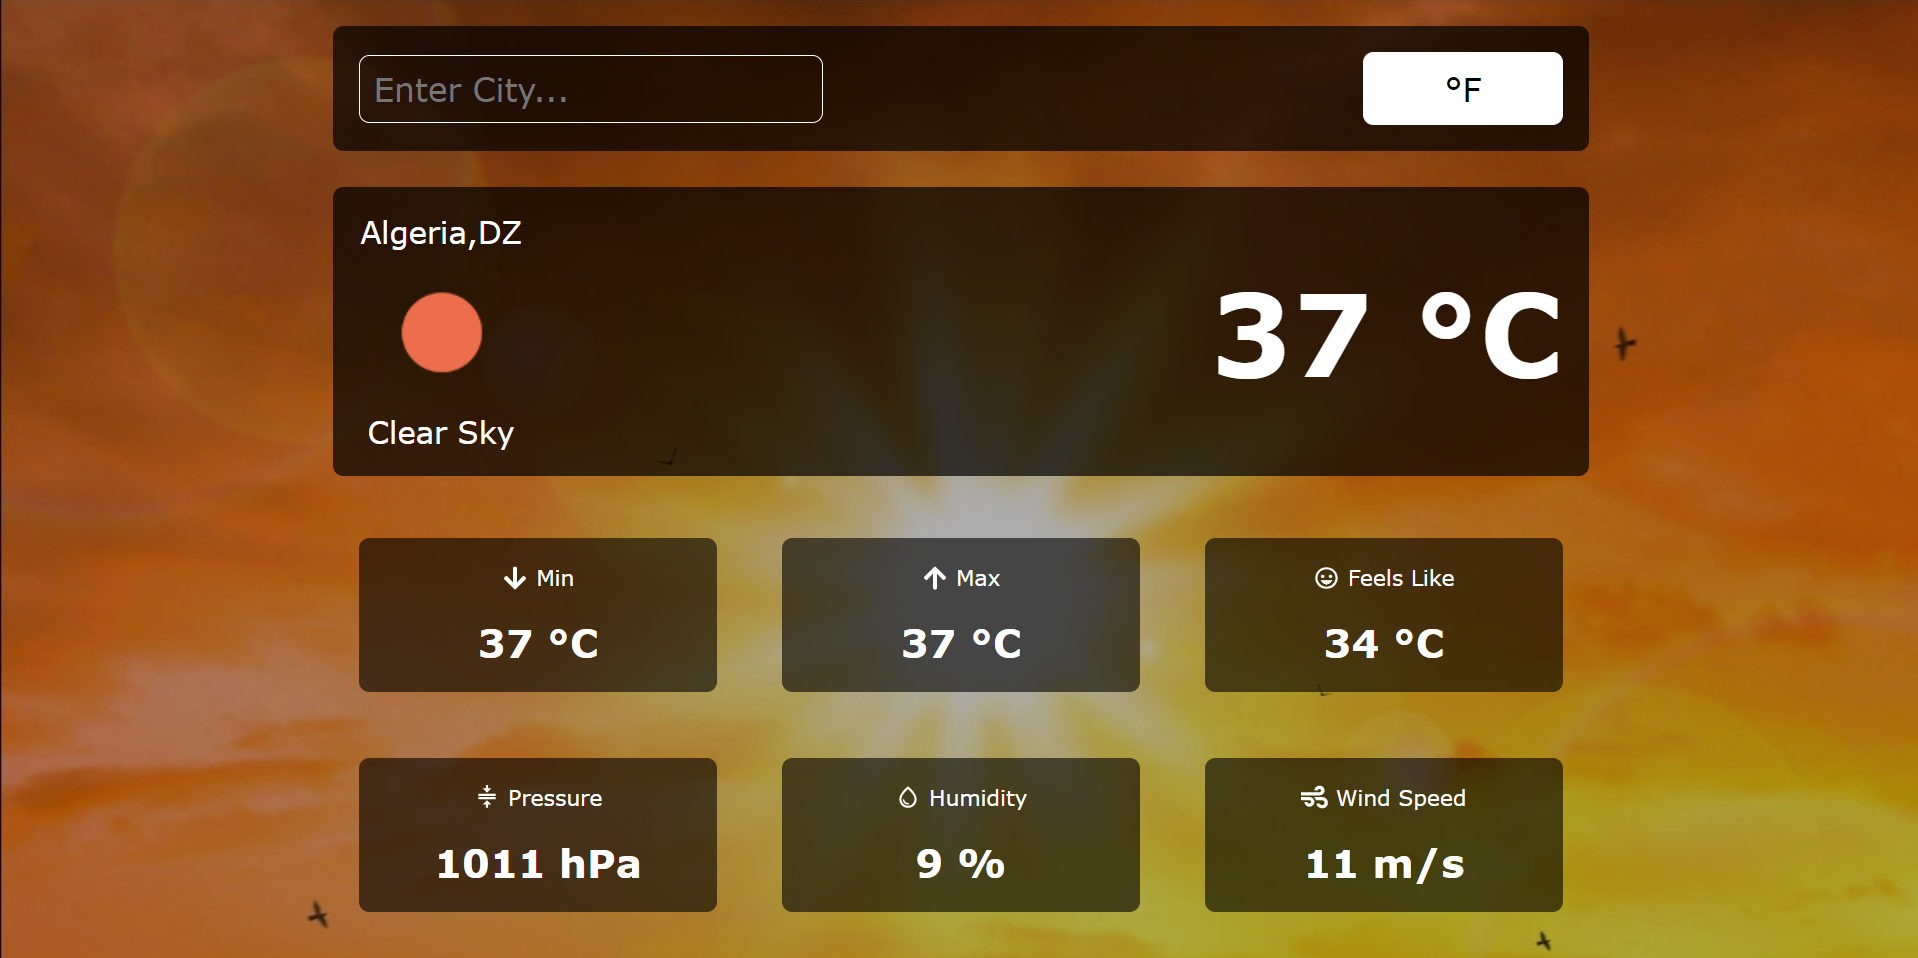 Enter City...
°F
Algeria,DZ
37 °C
Clear Sky
Min
37 °C
Max
37 °C
Feels Like
34 °C
Pressure
1011 hPa
Humidity
9 %
Wind Speed
11 m/s